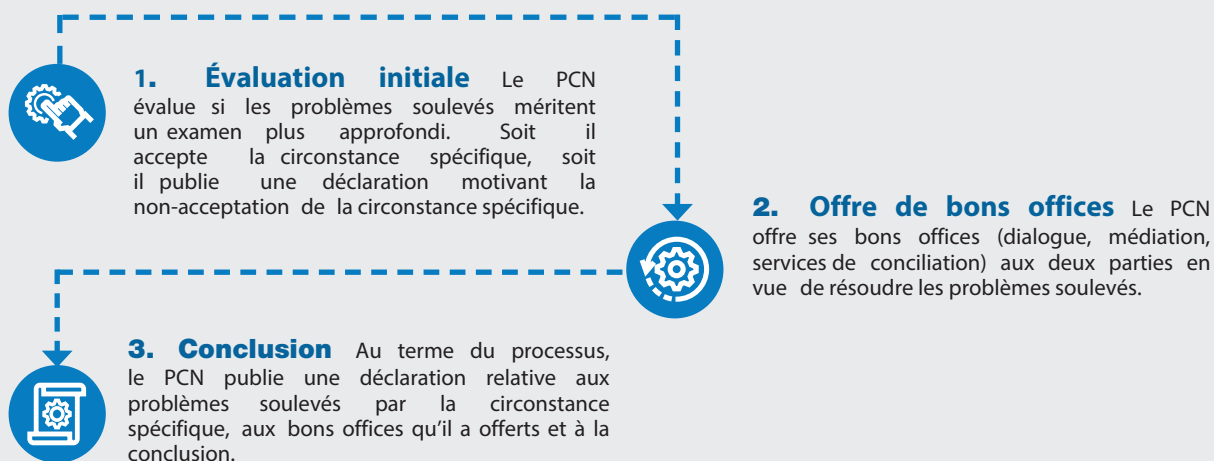 1. Évaluation initiale Le PCN
évalue si les problèmes soulevés méritent
un examen plus approfondi. Soit il
accepte la circonstance spécifique, soit
il publie une déclaration motivant la
non-acceptation de la circonstance spécifique.
2. Offre de bons offices Le PCN
offre ses bons offices (dialogue, médiation,
services de conciliation) aux deux parties en
vue de résoudre les problèmes soulevés.
3. Conclusion Au terme du processus,
le PCN publie une déclaration relative aux
problèmes soulevés par la circonstance
spécifique, aux bons offices qu'il a offerts et à la
conclusion.